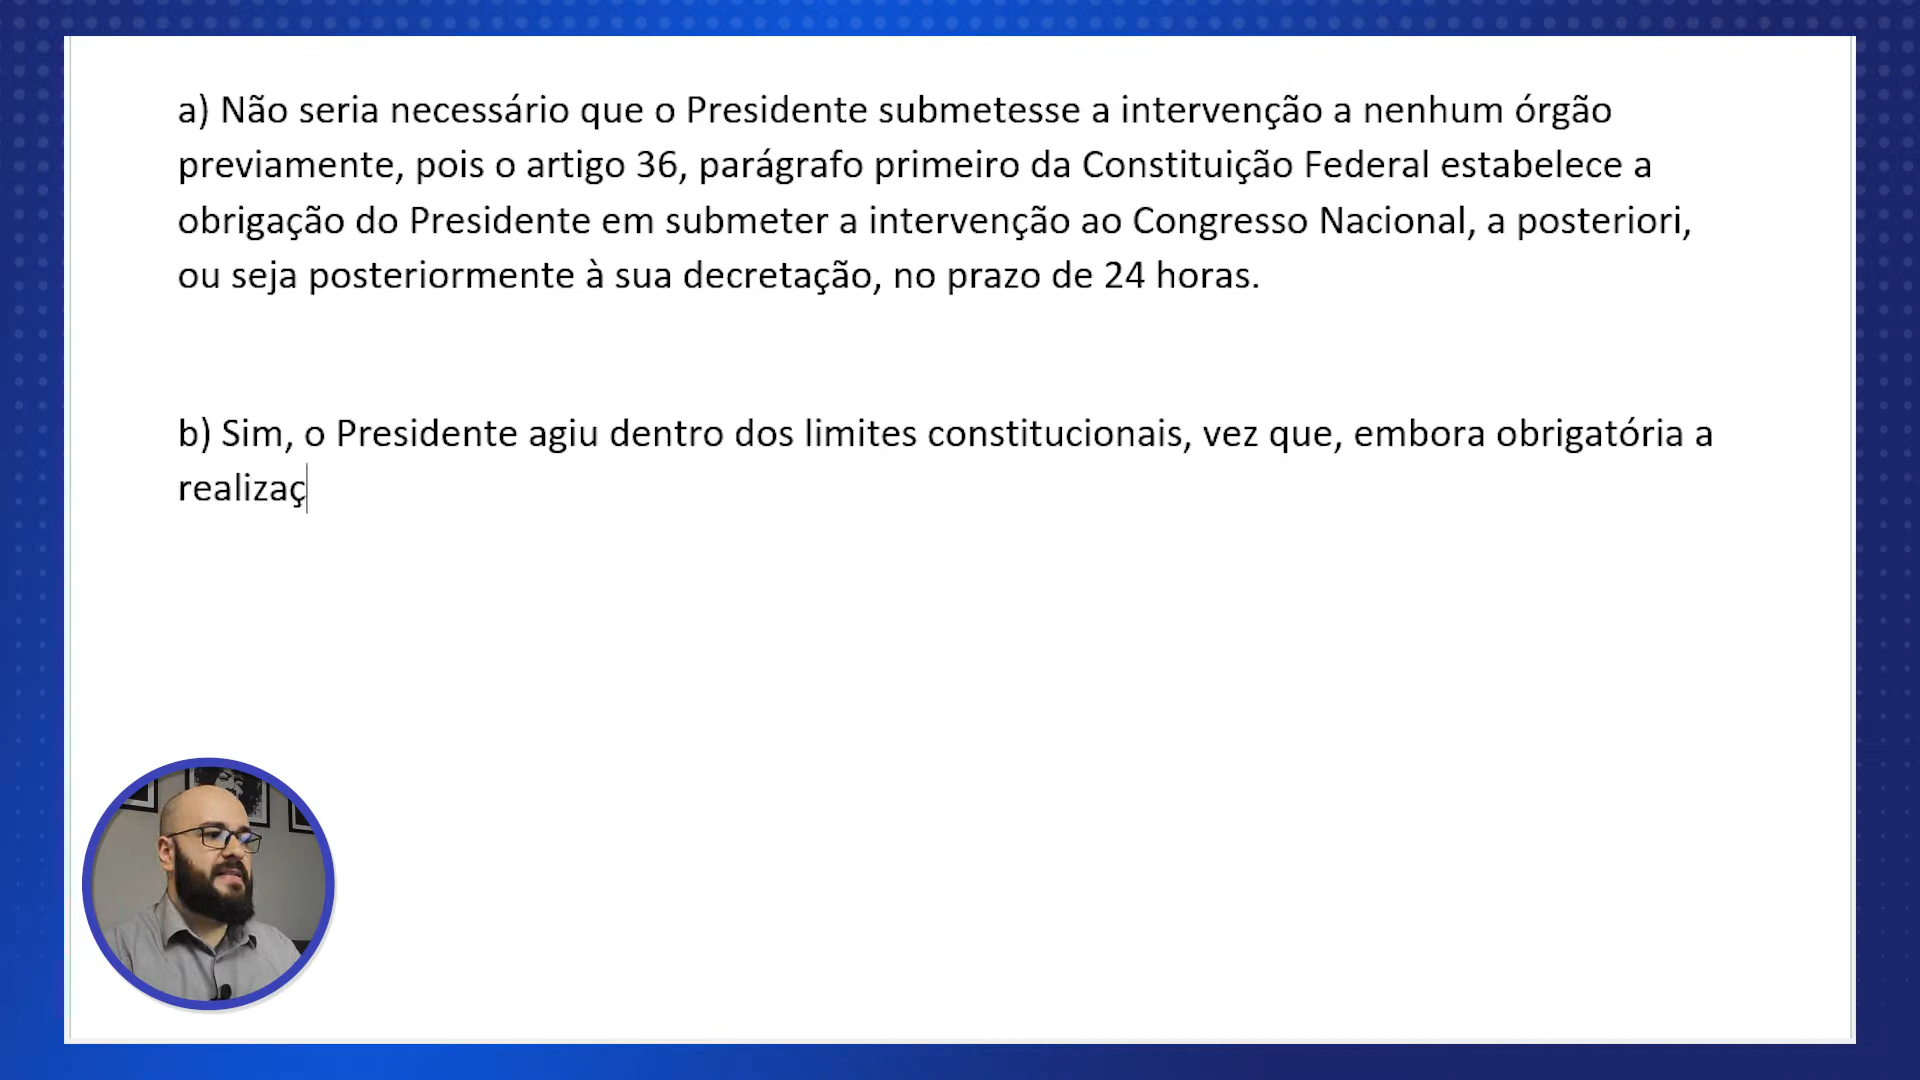 a) Não seria necessário que o Presidente submetesse a intervenção a nenhum órgão
previamente, pois o artigo 36, parágrafo primeiro da Constituição Federal estabelece a
obrigação do Presidente em submeter a intervenção ao Congresso Nacional, a posteriori,
ou seja posteriormente à sua decretação, no prazo de 24 horas.
b) Sim, o Presidente agiu dentro dos limites constitucionais, vez que, embora obrigatória a
realizaç